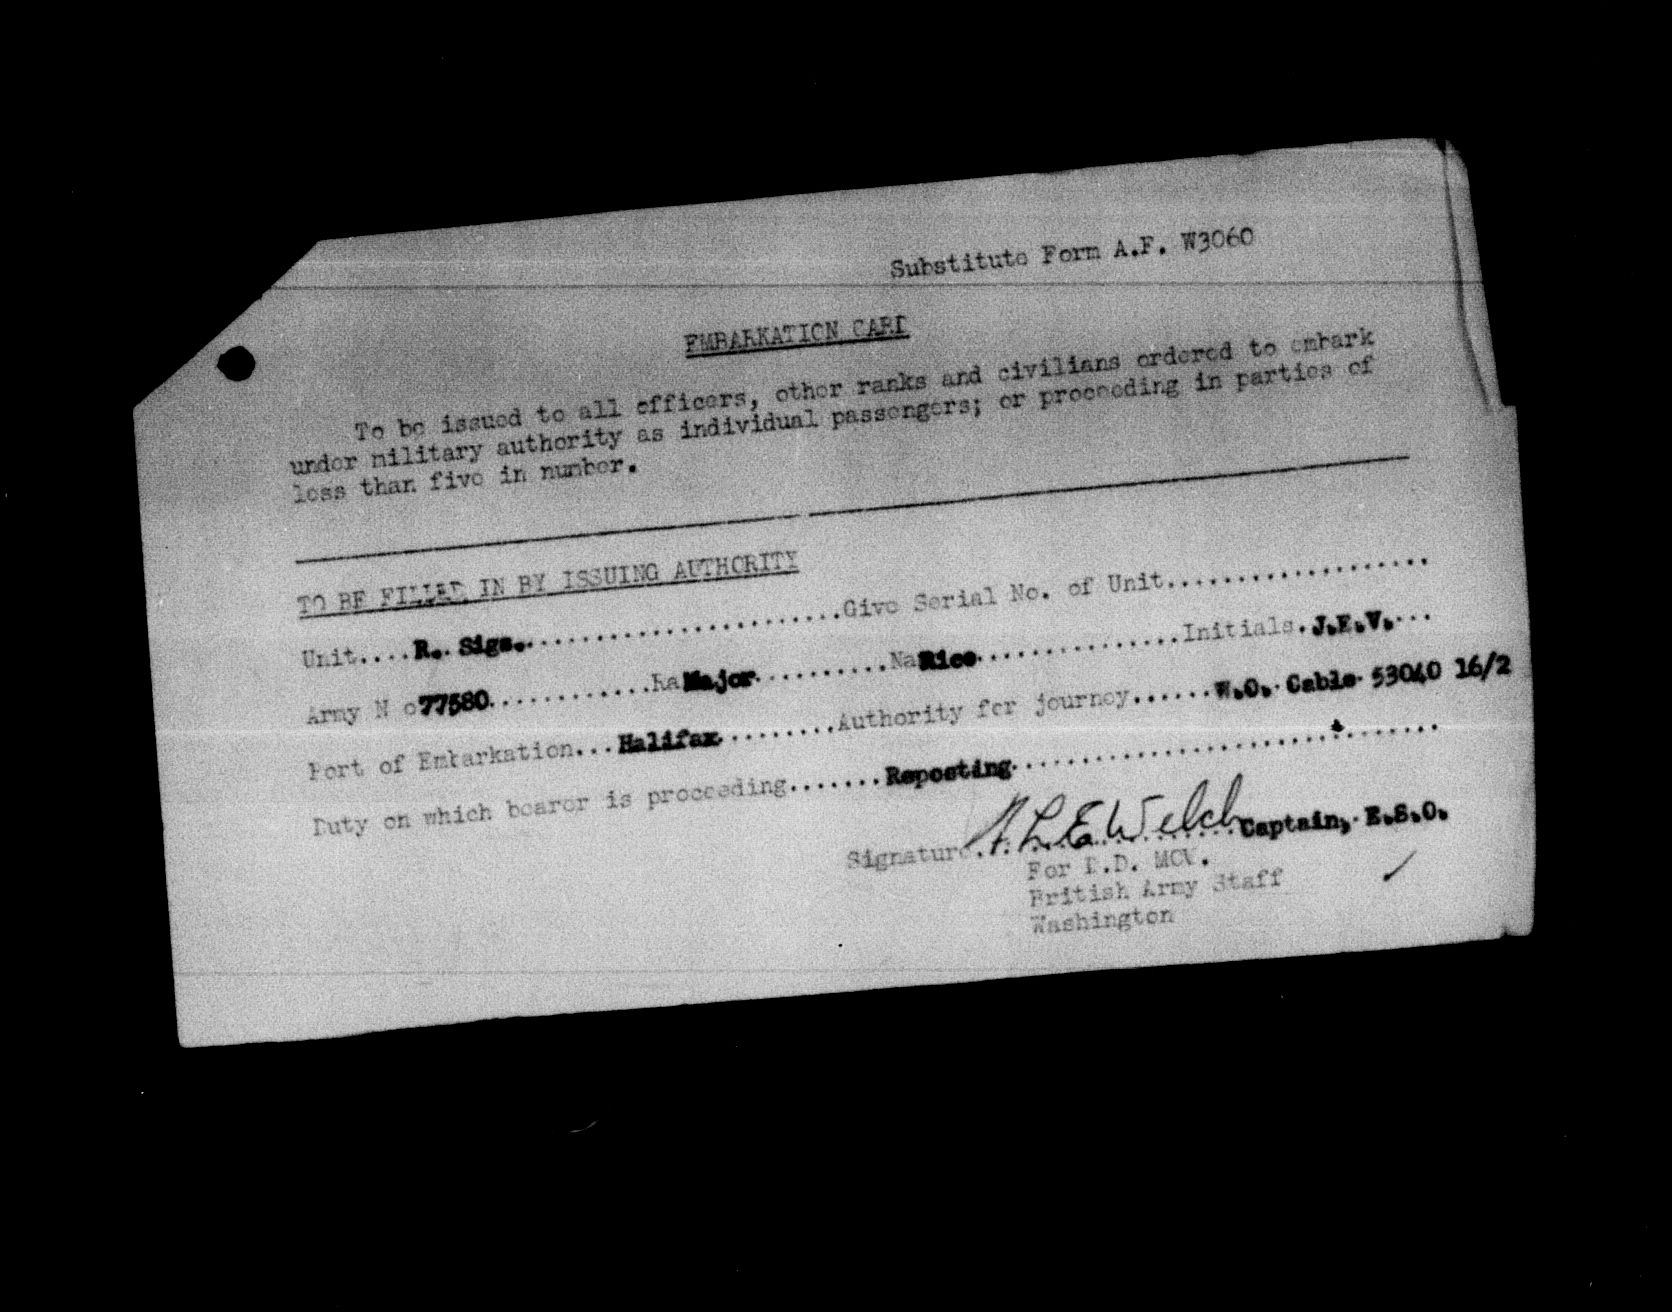 Substitute Form A.F. W3060
EMBARKATION CARD
To be issued to all officers, other ranks and civilians ordered to embark
under military authority as individual passengers; or proceeding in parties of
less than five in number.
TO BE FILLED IN BY ISSUING AUTHORITY
Unit....R.. Sigs.........................Give Serial No. of Unit...................
Army N o77580............RaMajor..........NaRice...............Initials.J.E.V....
Port of Embarkation...Halifax.........Authority for journey......W.O. Cable 53040 16/2
Duty on which bearer is proceeding.......Reposting..............................
Signature... A L E Welch Captain, E.S.O.
For D.D. MOV.
British Army Staff
Washington